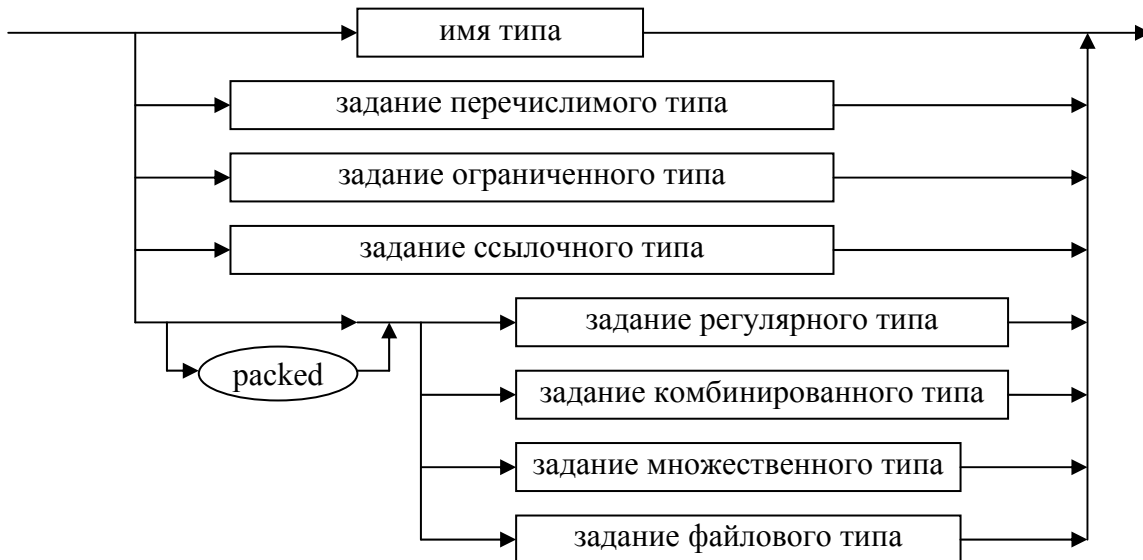 имя типа
задание перечислимого типа
задание ограниченного типа
задание ссылочного типа
задание регулярного типа
packed
задание комбинированного типа
задание множественного типа
задание файлового типа